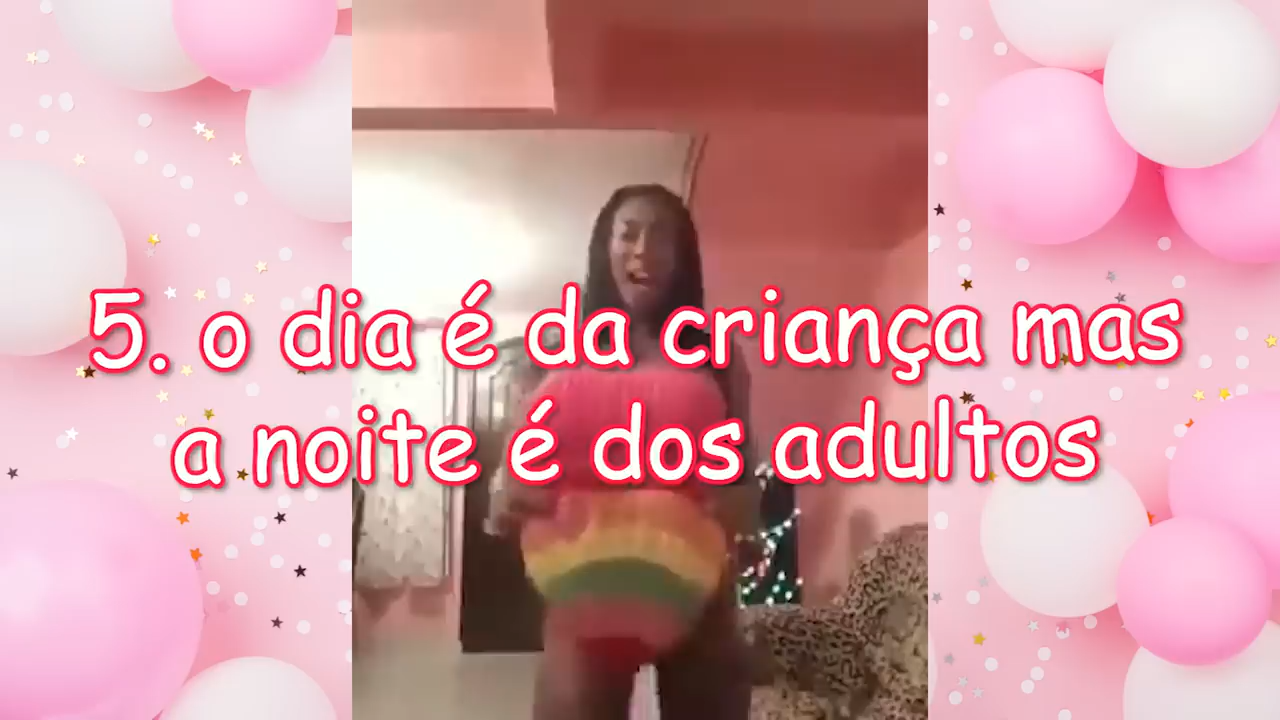 5. o dia é da criança mas
a noite é dos adultos